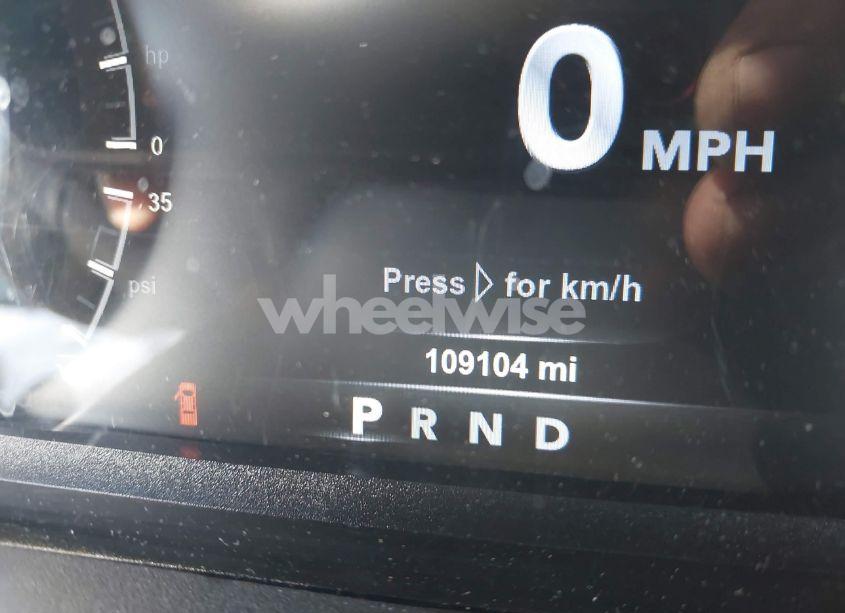 hp
0
35
psi
0 MPH
Press ▷ for km/h
wheelwise
109104 mi
P R N D